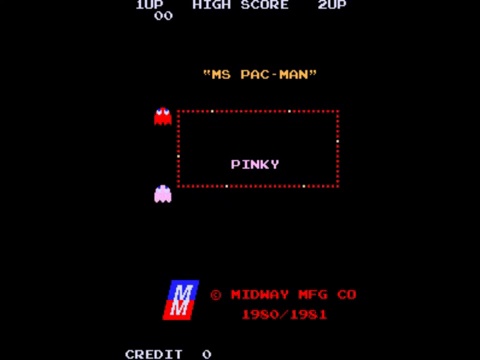 1UP HIGH SCORE 2UP
00
"MS PAC-MAN"
PINKY
MM © MIDWAY MFG CO
1980/1981
CREDIT 0